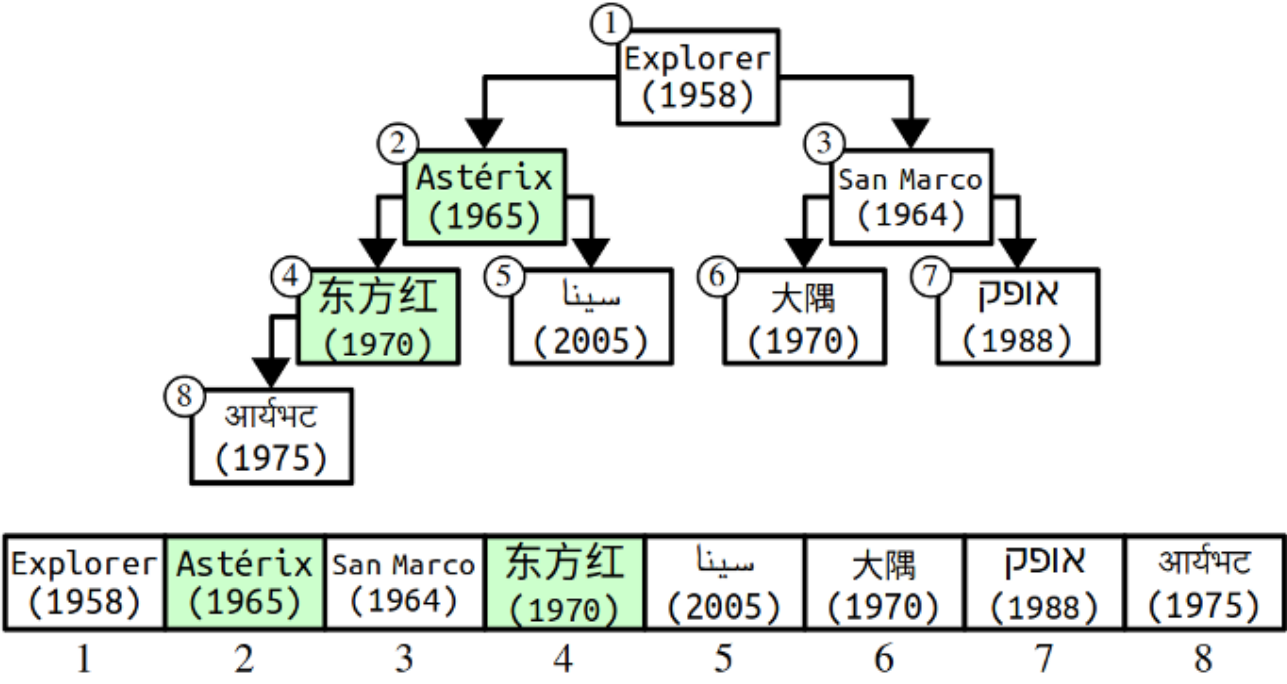 1
Explorer
(1958)
2
Astérix
(1965)
3
San Marco
(1964)
4
东方红
(1970)
5
سينا
(2005)
6
大隅
(1970)
7
אופק
(1988)
8
आर्यभट
(1975)
Explorer Astérix San Marco 东方红 سينا 大隅 אופק आर्यभट
(1958) (1965) (1964) (1970) (2005) (1970) (1988) (1975)
1 2 3 4 5 6 7 8